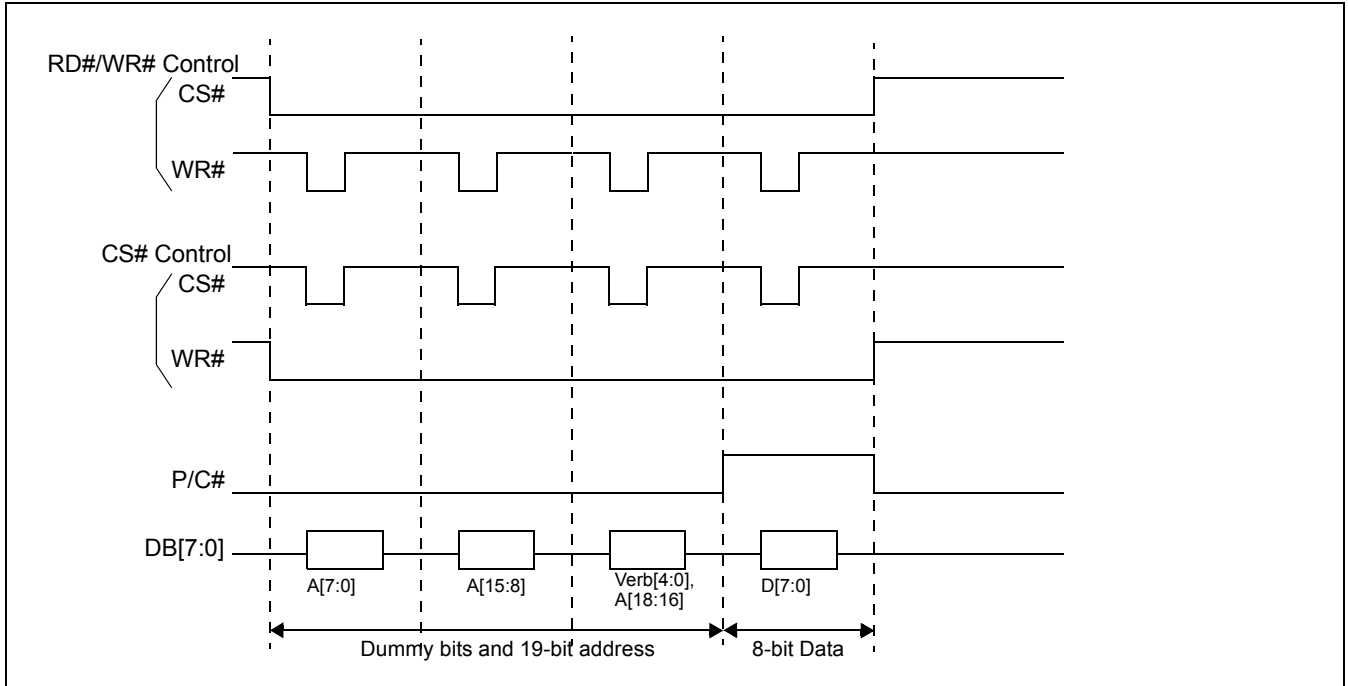 RD#/WR# Control
CS#
WR#
CS# Control
CS#
WR#
P/C#
DB[7:0]
A[7:0]
A[15:8]
Verb[4:0],
A[18:16]
D[7:0]
Dummy bits and 19-bit address
8-bit Data